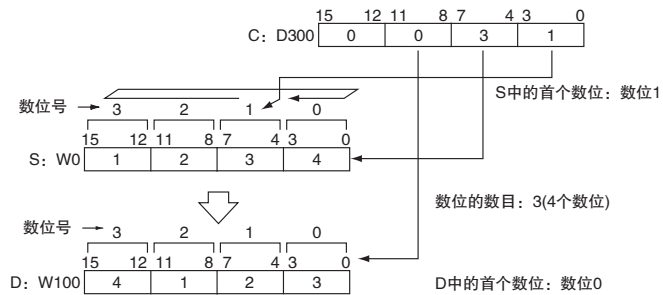 15 12 11 8 7 4 3 0
C：D300 0 0 3 1
S中的首个数位：数位1
数位号 3 2 1 0
15 12 11 8 7 4 3 0
S：W0 1 2 3 4
数位的数目：3(4个数位)
数位号 3 2 1 0
15 12 11 8 7 4 3 0
D：W100 4 1 2 3
D中的首个数位：数位0